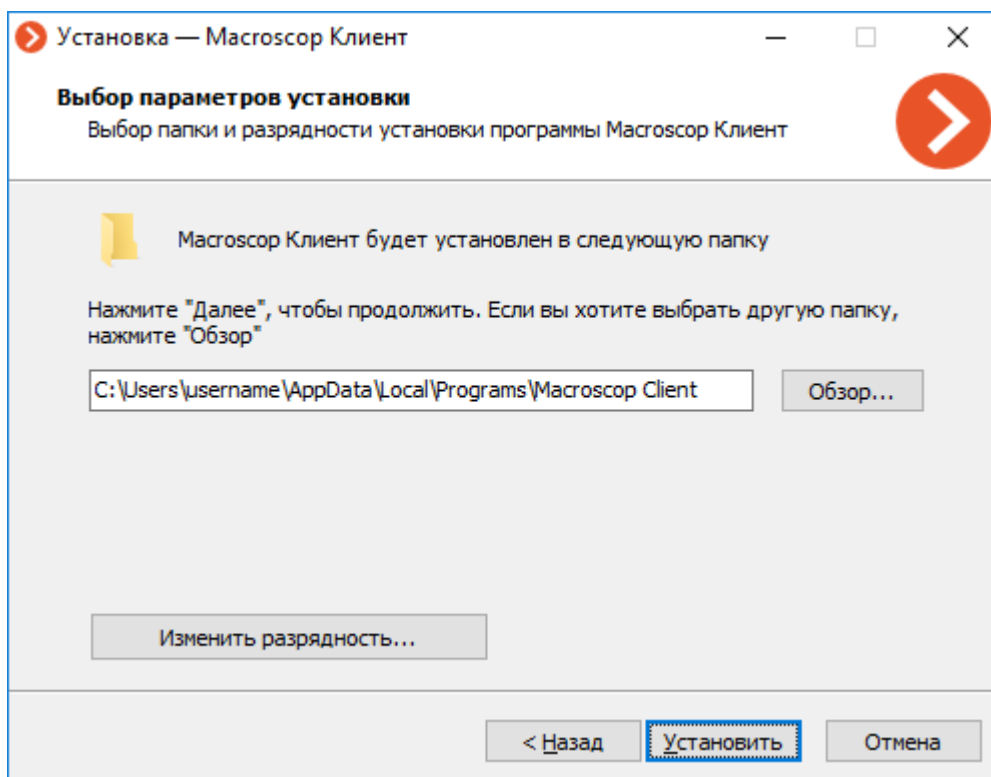 Установка — Macroscop Клиент
Выбор параметров установки
Выбор папки и разрядности установки программы Macroscop Клиент
Macroscop Клиент будет установлен в следующую папку
Нажмите "Далее", чтобы продолжить. Если вы хотите выбрать другую папку,
нажмите "Обзор"
C:\Users\username\AppData\Local\Programs\Macroscop Client
Обзор...
Изменить разрядность...
< Назад
Установить
Отмена